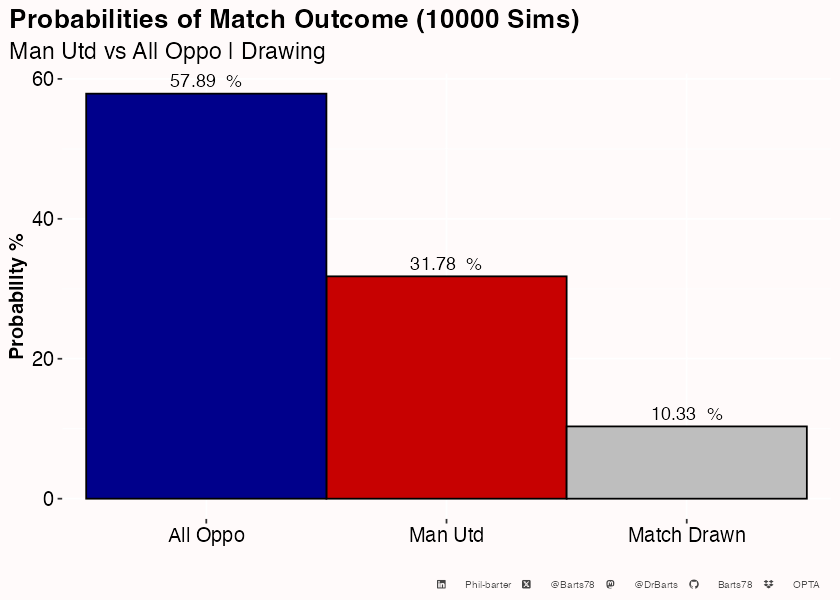 Probabilities of Match Outcome (10000 Sims)
Man Utd vs All Oppo | Drawing
Probability %
60
40
20
0
57.89 %
31.78 %
10.33 %
All Oppo Man Utd Match Drawn
Phil-barter @Barts78 @DrBarts Barts78 OPTA